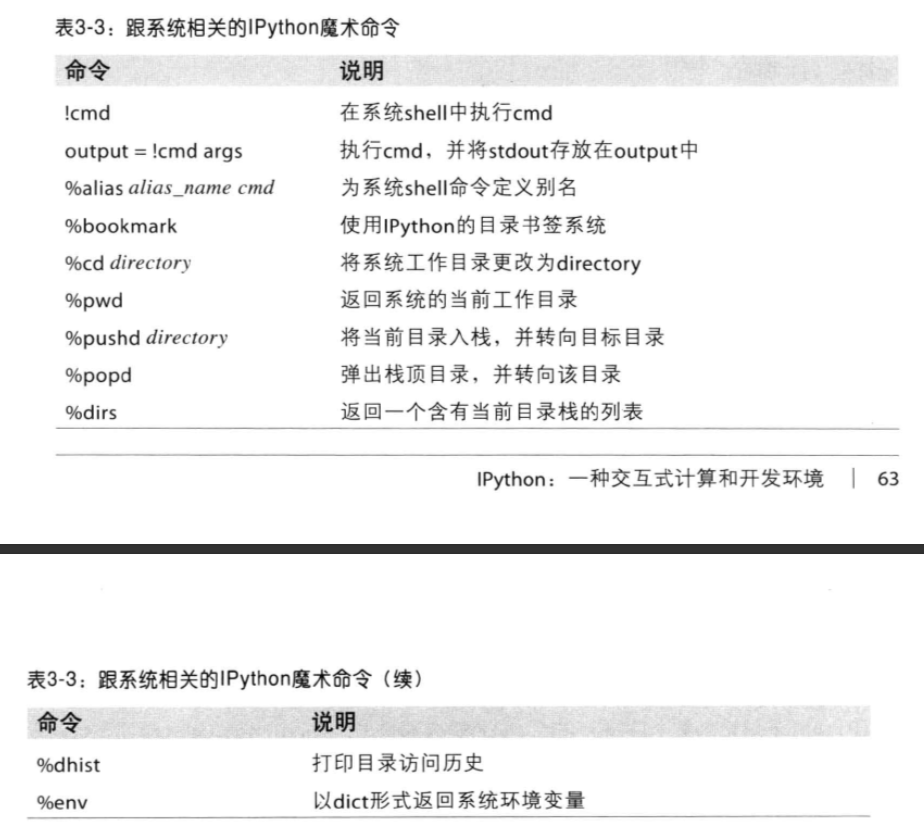 表3-3：跟系统相关的IPython魔术命令
命令 说明
!cmd 在系统shell中执行cmd
output = !cmd args 执行cmd，并将stdout存放在output中
%alias alias_name cmd 为系统shell命令定义别名
%bookmark 使用IPython的目录书签系统
%cd directory 将系统工作目录更改为directory
%pwd 返回系统的当前工作目录
%pushd directory 将当前目录入栈，并转向目标目录
%popd 弹出栈顶目录，并转向该目录
%dirs 返回一个含有当前目录栈的列表
IPython：一种交互式计算和开发环境 | 63
表3-3：跟系统相关的IPython魔术命令（续）
命令 说明
%dhist 打印目录访问历史
%env 以dict形式返回系统环境变量